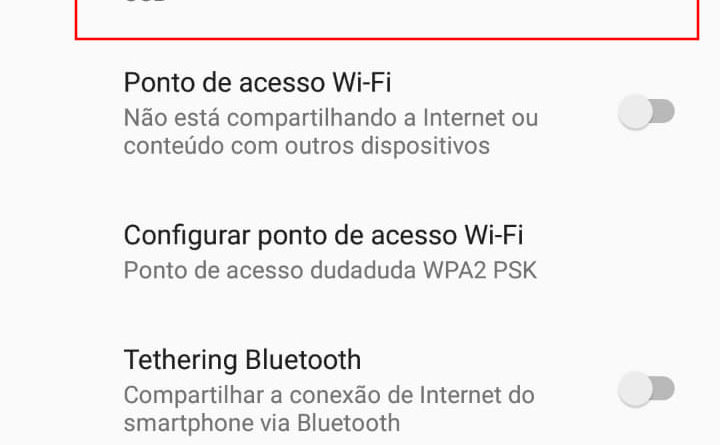 Ponto de acesso Wi-Fi
Não está compartilhando a Internet ou
conteúdo com outros dispositivos
Configurar ponto de acesso Wi-Fi
Ponto de acesso dudaduda WPA2 PSK
Tethering Bluetooth
Compartilhar a conexão de Internet do
smartphone via Bluetooth